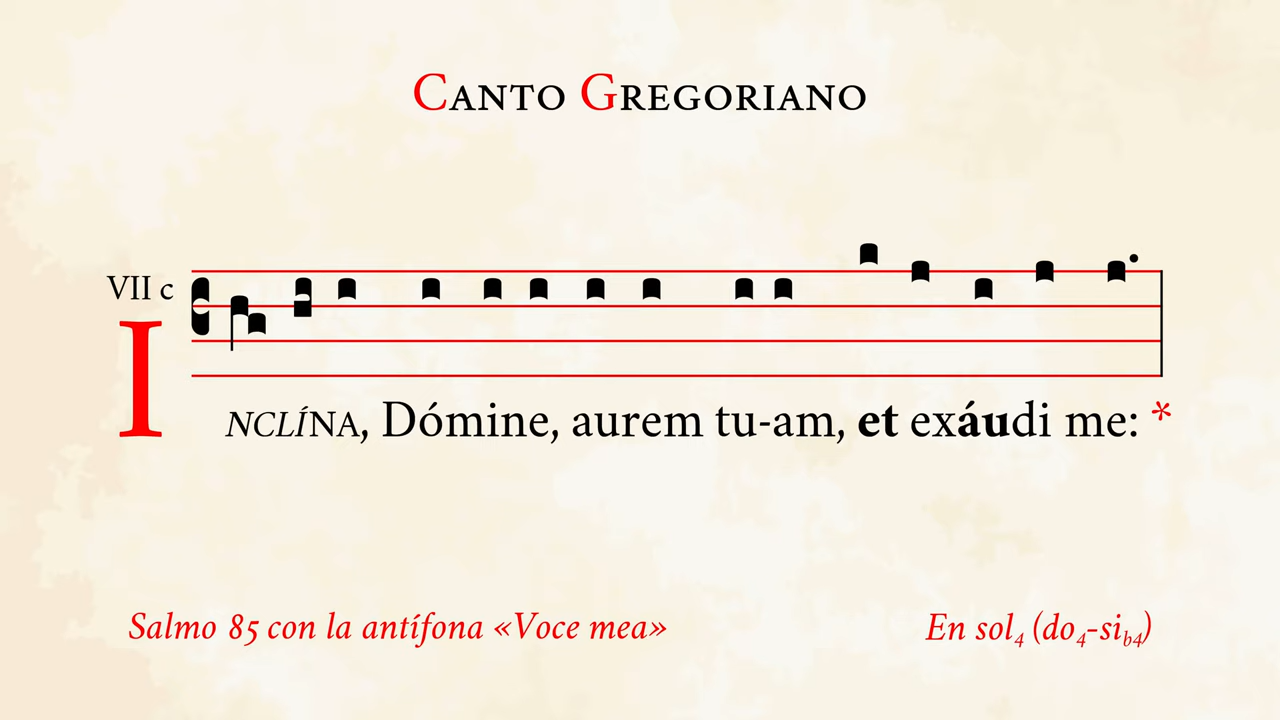 Canto Gregoriano
VII c
INCLÍNA, Dómine, aurem tu-am, et exáudi me: *
Salmo 85 con la antífona «Voce mea»
En sol4 (do4-sib4)